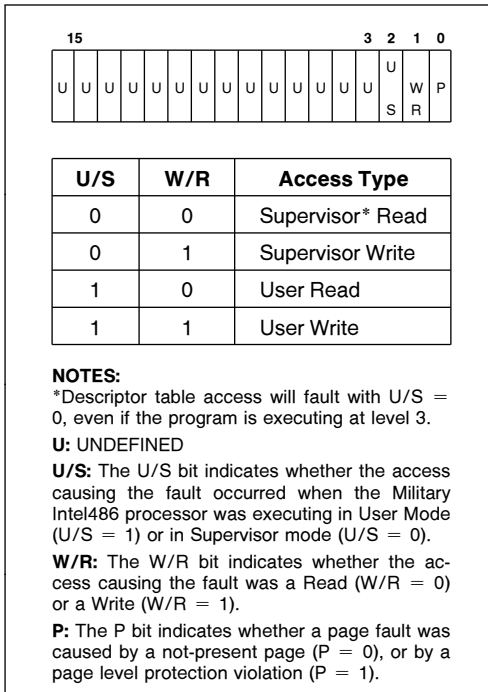 15 3 2 1 0
U U U U U U U U U U U U U U S W R P
U/S W/R Access Type
0 0 Supervisor* Read
0 1 Supervisor Write
1 0 User Read
1 1 User Write
NOTES:
*Descriptor table access will fault with U/S =
0, even if the program is executing at level 3.
U: UNDEFINED
U/S: The U/S bit indicates whether the access
causing the fault occurred when the Military
Intel486 processor was executing in User Mode
(U/S = 1) or in Supervisor mode (U/S = 0).
W/R: The W/R bit indicates whether the ac-
cess causing the fault was a Read (W/R = 0)
or a Write (W/R = 1).
P: The P bit indicates whether a page fault was
caused by a not-present page (P = 0), or by a
page level protection violation (P = 1).